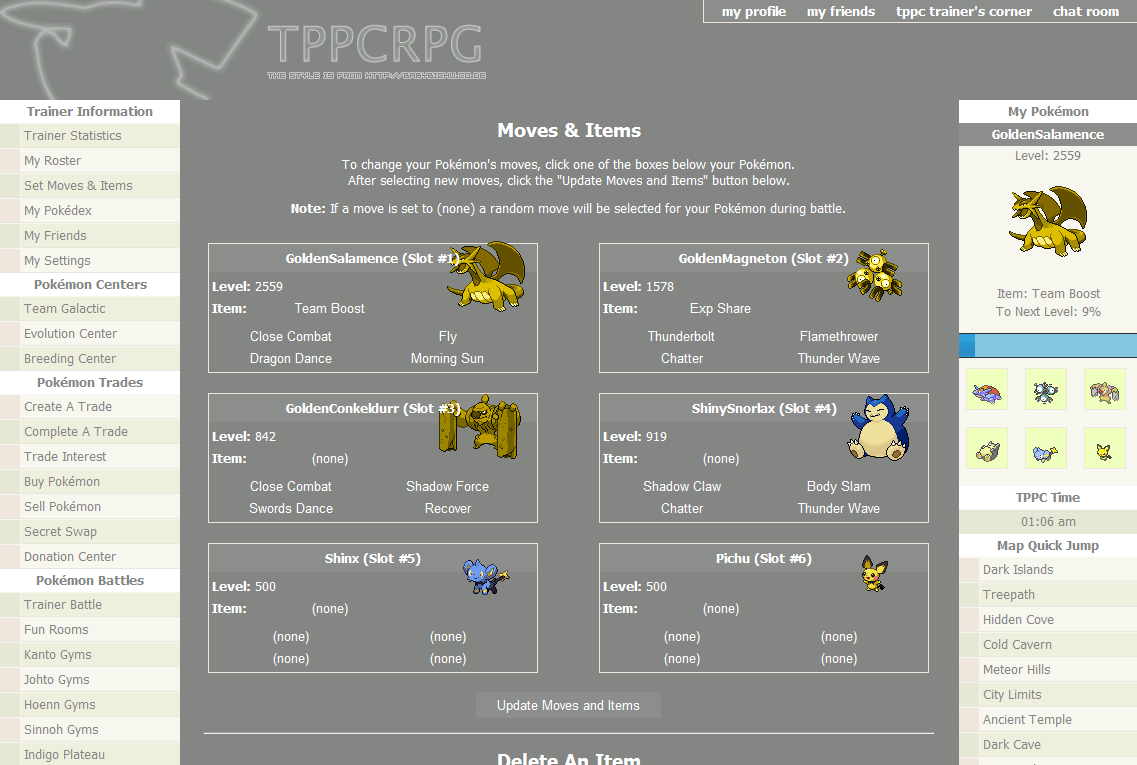 my profile my friends tppc trainer's corner chat room
TPPCRPG
THE STYLE IS FROM HTTP://BABYBICHU.CO.DE
Trainer Information
Trainer Statistics
My Roster
Set Moves & Items
My Pokédex
My Friends
My Settings
Pokémon Centers
Team Galactic
Evolution Center
Breeding Center
Pokémon Trades
Create A Trade
Complete A Trade
Trade Interest
Buy Pokémon
Sell Pokémon
Secret Swap
Donation Center
Pokémon Battles
Trainer Battle
Fun Rooms
Kanto Gyms
Johto Gyms
Hoenn Gyms
Sinnoh Gyms
Indigo Plateau
Moves & Items
To change your Pokémon's moves, click one of the boxes below your Pokémon.
After selecting new moves, click the "Update Moves and Items" button below.
Note: If a move is set to (none) a random move will be selected for your Pokémon during battle.
GoldenSalamence (Slot #1)
Level: 2559
Item: Team Boost
Close Combat Fly
Dragon Dance Morning Sun
GoldenMagneton (Slot #2)
Level: 1578
Item: Exp Share
Thunderbolt Flamethrower
Chatter Thunder Wave
GoldenConkeldurr (Slot #3)
Level: 842
Item: (none)
Close Combat Shadow Force
Swords Dance Recover
ShinySnorlax (Slot #4)
Level: 919
Item: (none)
Shadow Claw Body Slam
Chatter Thunder Wave
Shinx (Slot #5)
Level: 500
Item: (none)
(none) (none)
(none) (none)
Pichu (Slot #6)
Level: 500
Item: (none)
(none) (none)
(none) (none)
Update Moves and Items
Delete An Item
My Pokémon
GoldenSalamence
Level: 2559
Item: Team Boost
To Next Level: 9%
TPPC Time
01:06 am
Map Quick Jump
Dark Islands
Treepath
Hidden Cove
Cold Cavern
Meteor Hills
City Limits
Ancient Temple
Dark Cave